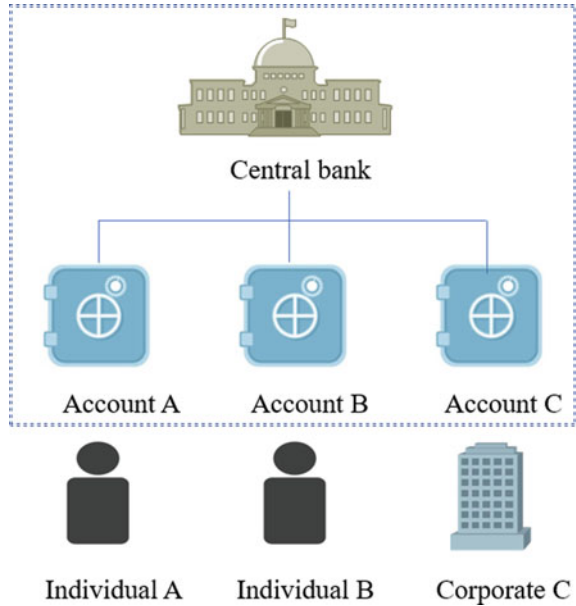 Central bank
Account A Account B Account C
Individual A Individual B Corporate C